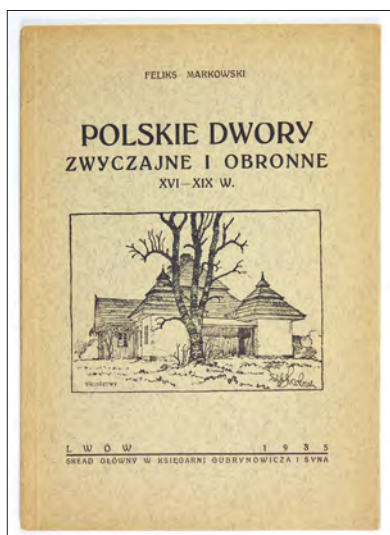 FELIKS MARKOWSKI
POLSKIE DWORY
ZWYCZAJNE I OBRONNE
XVI—XIX W.
LWÓW 1935
SKŁAD GŁÓWNY W KSIĘGARNI GUBRYNOWICZA I SYNA